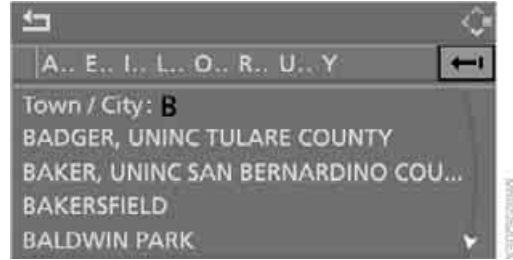 A.. E.. I.. L.. O.. R.. U.. Y
Town / City: B
BADGER, UNINC TULARE COUNTY
BAKER, UNINC SAN BERNARDINO COU...
BAKERSFIELD
BALDWIN PARK